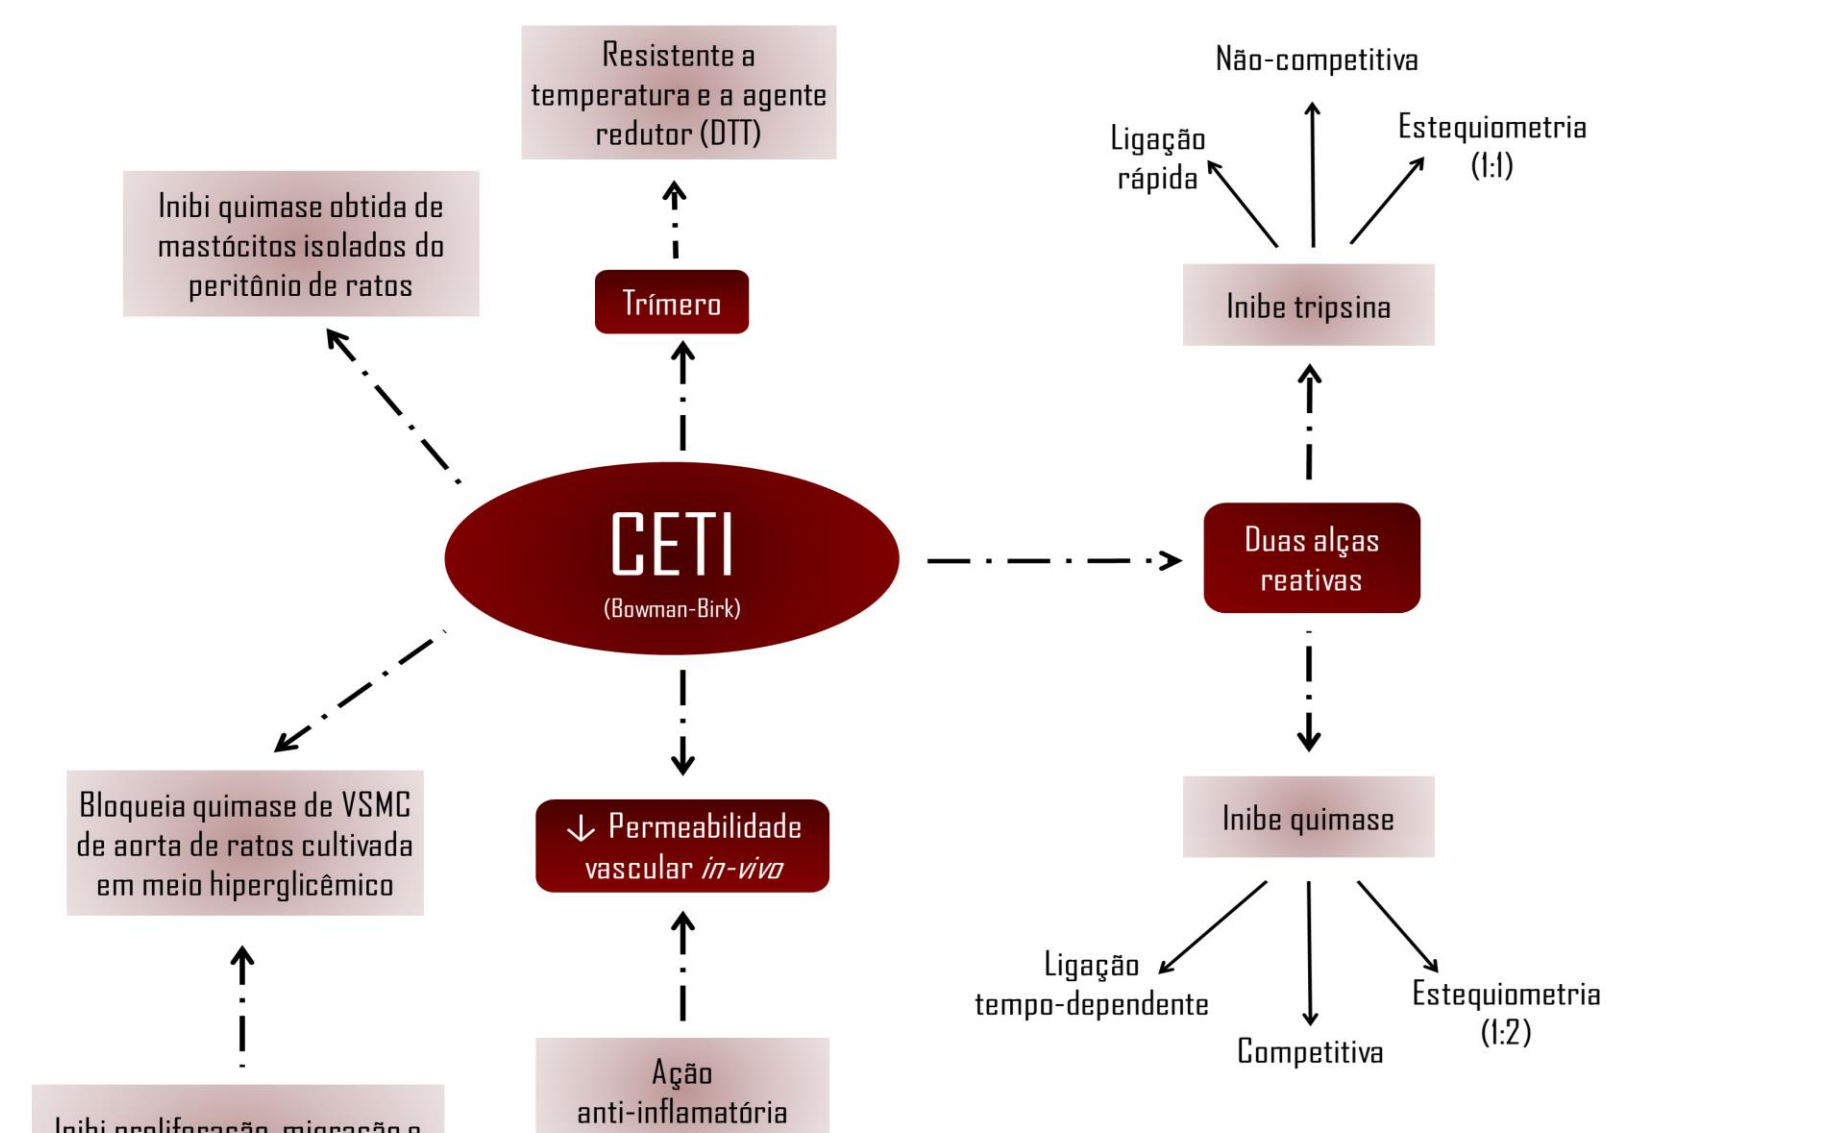 Resistente a
temperatura e a agente
redutor (DTT)
Não-competitiva
Ligação
rápida
Estequiometria
(1:1)
Inibi quimase obtida de
mastócitos isolados do
peritônio de ratos
Trímero
Inibe tripsina
CETI
(Bowman-Birk)
Duas alças
reativas
Bloqueia quimase de VSMC
de aorta de ratos cultivada
em meio hiperglicêmico
↓ Permeabilidade
vascular in-vivo
Inibe quimase
Ligação
tempo-dependente
Competitiva
Estequiometria
(1:2)
Ação
anti-inflamatória
Inibi proliferação, migração e